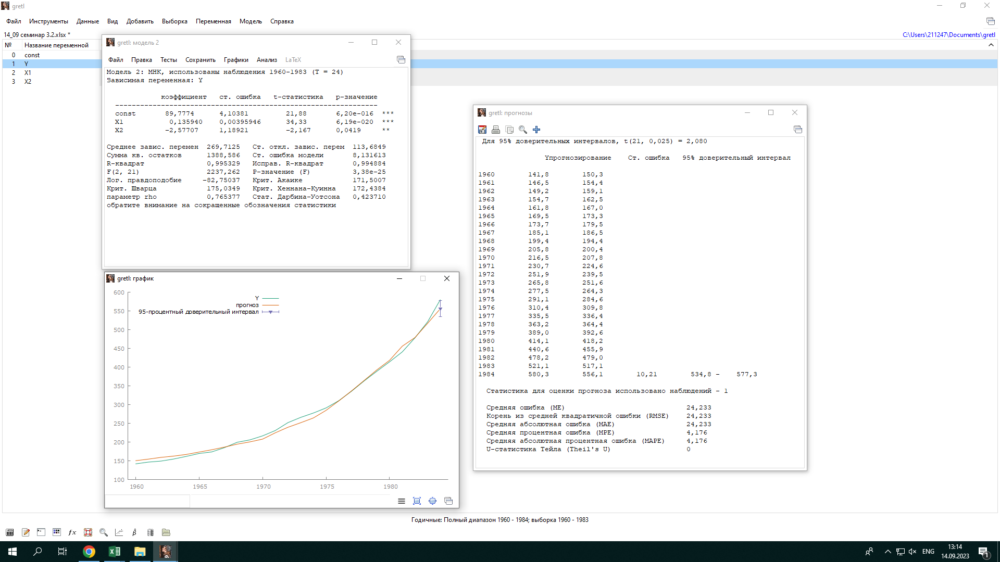 gretl
Файл Инструменты Данные Вид Добавить Выборка Переменная Модель Справка
14_09 семинар 3.2.xlsx *
C:\Users\211247\Documents\gretl
№ Название переменной
0 const
1 Y
2 X1
3 X2
gretl: модель 2
Файл Правка Тесты Сохранить Графики Анализ LaTeX
Модель 2: МНК, использованы наблюдения 1960-1983 (T = 24)
Зависимая переменная: Y
коэффициент ст. ошибка t-статистика p-значение
---------------------------------------------------------------
const 89,7774 4,10381 21,88 6,20e-016 ***
X1 0,135940 0,00395946 34,33 6,19e-020 ***
X2 -2,57707 1,18921 -2,167 0,0419 **
Среднее завис. перемен 269,7125 Ст. откл. завис. перем 113,6849
Сумма кв. остатков 1388,586 Ст. ошибка модели 8,131613
R-квадрат 0,995329 Исправ. R-квадрат 0,994884
F(2, 21) 2237,262 P-значение (F) 3,38e-25
Лог. правдоподобие -82,75037 Крит. Акаике 171,5007
Крит. Шварца 175,0349 Крит. Хеннана-Куинна 172,4384
параметр rho 0,765377 Стат. Дарбина-Уотсона 0,423710
обратите внимание на сокращенные обозначения статистики
gretl: график
Y
прогноз
95-процентный доверительный интервал
600
550
500
450
400
350
300
250
200
150
100
1960 1965 1970 1975 1980
gretl: прогнозы
Для 95% доверительных интервалов, t(21, 0,025) = 2,080
Yпрогнозирование Ст. ошибка 95% доверительный интервал
1960 141,8 150,3
1961 146,5 154,4
1962 149,2 159,1
1963 154,7 162,5
1964 161,8 167,0
1965 169,5 173,3
1966 173,7 179,5
1967 185,1 186,5
1968 199,4 194,4
1969 205,8 200,4
1970 216,5 207,8
1971 230,7 224,6
1972 251,9 239,5
1973 265,8 251,6
1974 277,5 264,3
1975 291,1 284,6
1976 310,4 309,8
1977 335,5 336,4
1978 363,2 364,4
1979 389,0 392,6
1980 414,1 418,2
1981 440,6 455,9
1982 478,2 479,0
1983 521,1 517,1
1984 580,3 556,1 10,21 534,8 - 577,3
Статистика для оценки прогноза использовано наблюдений - 1
Средняя ошибка (ME) 24,233
Корень из средней квадратичной ошибки (RMSE) 24,233
Средняя абсолютная ошибка (MAE) 24,233
Средняя процентная ошибка (MPE) 4,176
Средняя абсолютная процентная ошибка (MAPE) 4,176
U-статистика Тейла (Theil's U) 0
Годичные: Полный диапазон 1960 - 1984; выборка 1960 - 1983
fx β̂
ENG
13:14
14.09.2023
1